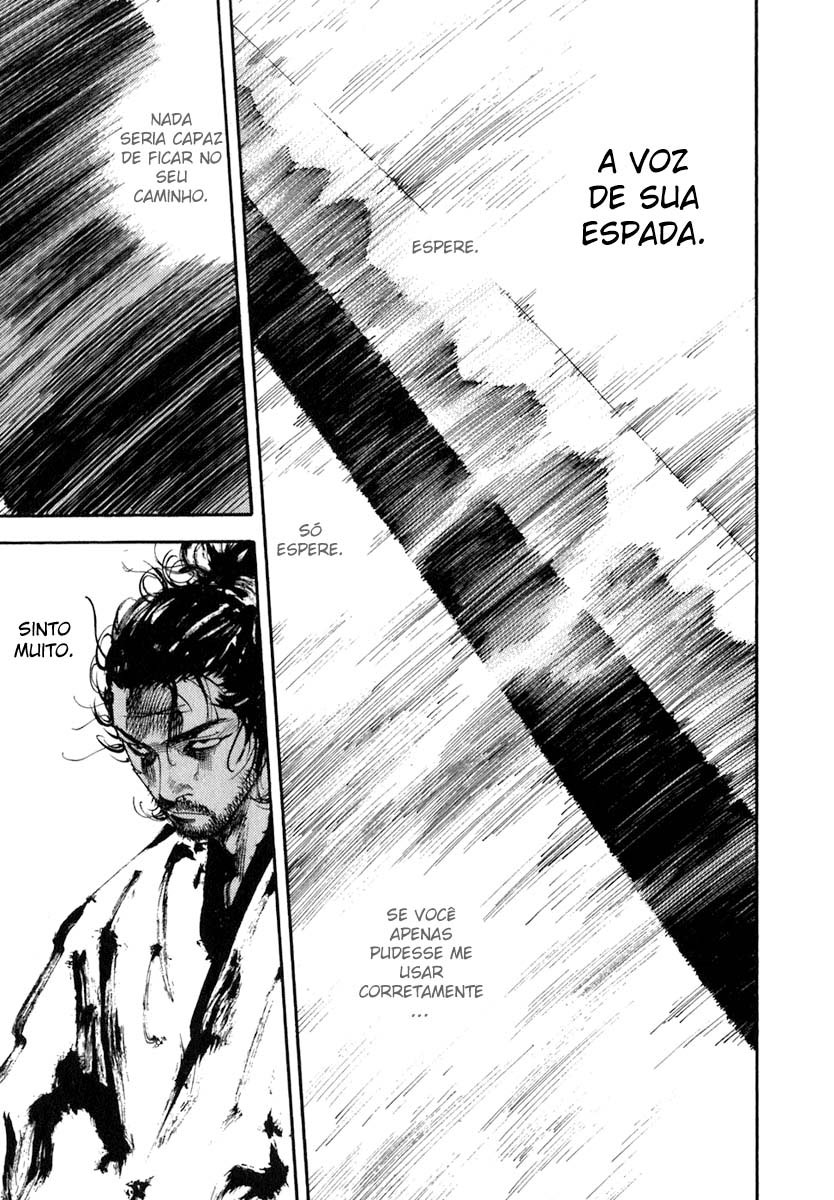 A VOZ
DE SUA
ESPADA.
ESPERE.
SÓ
ESPERE.
SE VOCÊ
APENAS
PUDESSE ME
USAR
CORRETAMENTE
...
NADA
SERIA CAPAZ
DE FICAR NO
SEU
CAMINHO.
SINTO
MUITO.